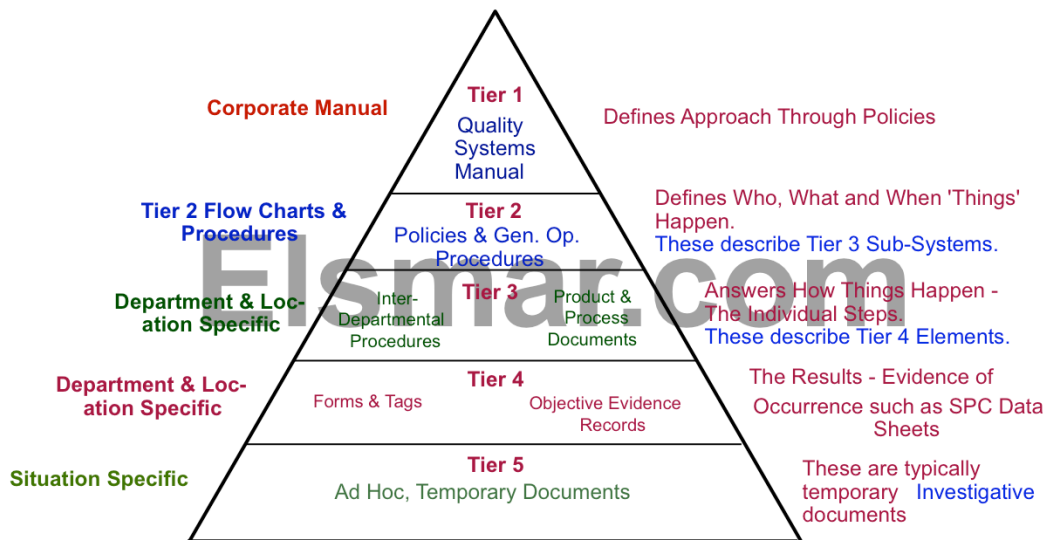 Corporate Manual
Tier 1
Quality
Systems
Manual
Defines Approach Through Policies
Tier 2 Flow Charts &
Procedures
Tier 2
Policies & Gen. Op.
Procedures
Defines Who, What and When 'Things'
Happen.
These describe Tier 3 Sub-Systems.
Elsmar.com
Department & Loc-
ation Specific
Tier 3
Inter-
Departmental
Procedures
Product &
Process
Documents
Answers How Things Happen -
The Individual Steps.
These describe Tier 4 Elements.
Department & Loc-
ation Specific
Tier 4
Forms & Tags
Objective Evidence
Records
The Results - Evidence of
Occurrence such as SPC Data
Sheets
Situation Specific
Tier 5
Ad Hoc, Temporary Documents
These are typically
temporary Investigative
documents